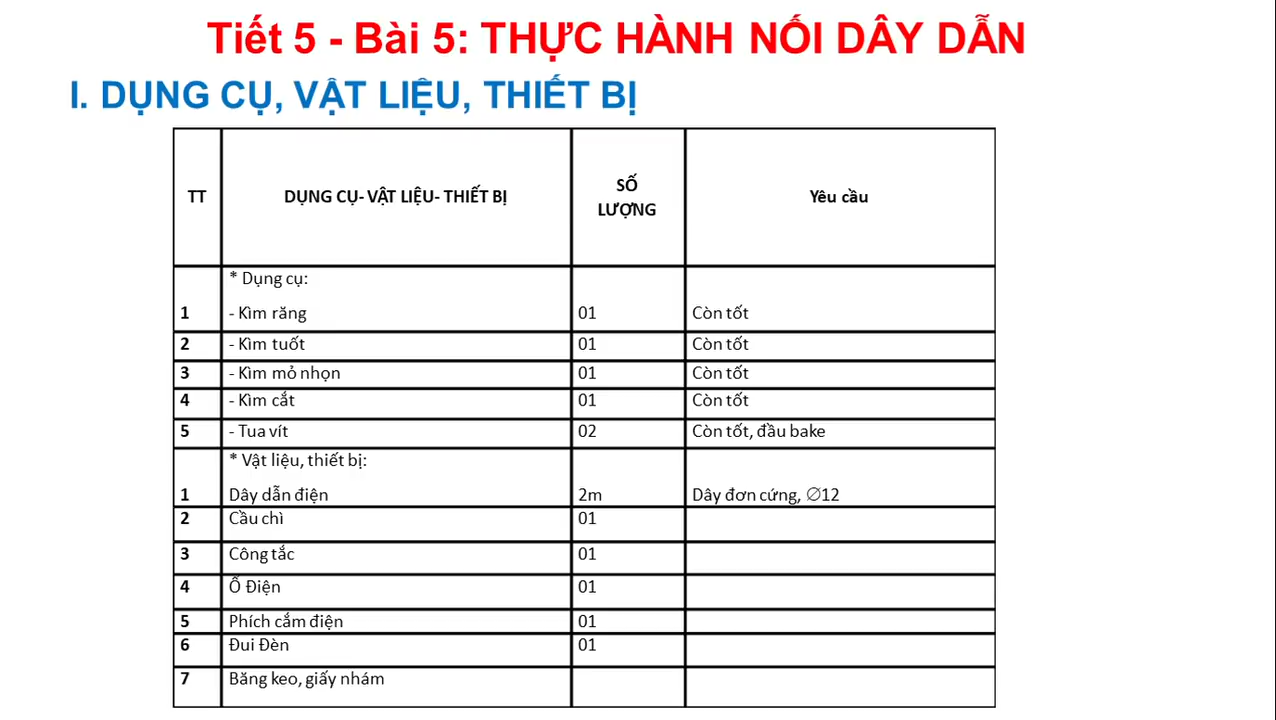 Tiết 5 - Bài 5: THỰC HÀNH NỐI DÂY DẪN
I. DỤNG CỤ, VẬT LIỆU, THIẾT BỊ
TT DỤNG CỤ- VẬT LIỆU- THIẾT BỊ SỐ LƯỢNG Yêu cầu
* Dụng cụ:
1 - Kìm răng 01 Còn tốt
2 - Kìm tuốt 01 Còn tốt
3 - Kìm mỏ nhọn 01 Còn tốt
4 - Kìm cắt 01 Còn tốt
5 - Tua vít 02 Còn tốt, đầu bake
* Vật liệu, thiết bị:
1 Dây dẫn điện 2m Dây đơn cứng, ∅12
2 Cầu chì 01
3 Công tắc 01
4 Ổ Điện 01
5 Phích cắm điện 01
6 Đui Đèn 01
7 Băng keo, giấy nhám